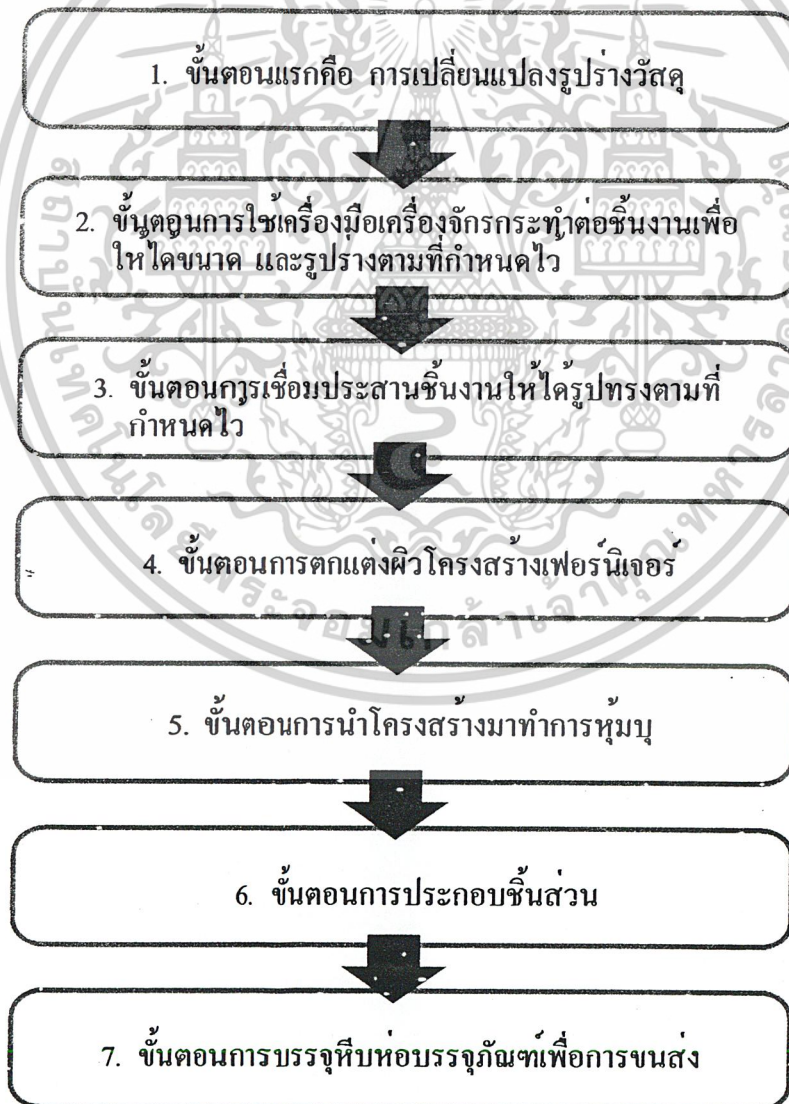 1. ขั้นตอนแรกคือ การเปลี่ยนแปลงรูปร่างวัสดุ
2. ขั้นตอนการใช้เครื่องมือเครื่องจักรกระทำต่อชิ้นงานเพื่อ
ให้ได้ขนาด และรูปร่างตามที่กำหนดไว้
3. ขั้นตอนการเชื่อมประสานชิ้นงานให้ได้รูปทรงตามที่
กำหนดไว้
4. ขั้นตอนการตกแต่งผิวโครงสร้างเฟอร์นิเจอร์
5. ขั้นตอนการนำโครงสร้างมาทำการหุ้มบุ
6. ขั้นตอนการประกอบชิ้นส่วน
7. ขั้นตอนการบรรจุหีบห่อบรรจุภัณฑ์เพื่อการขนส่ง